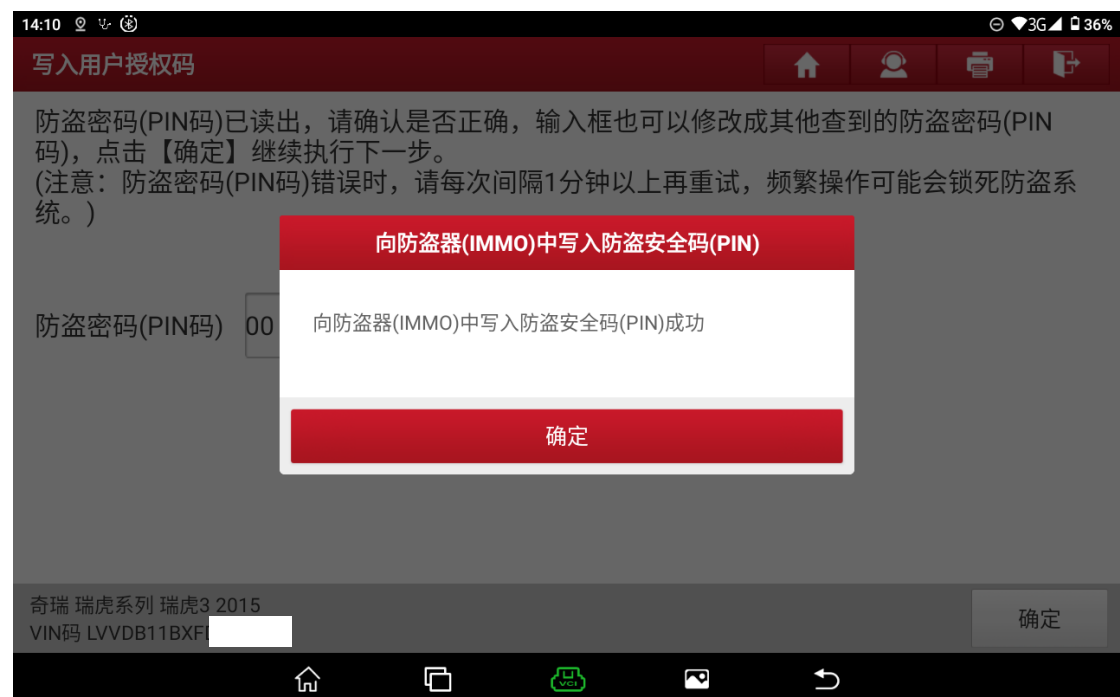 14:10 3G 36%
写入用户授权码
防盗密码(PIN码)已读出，请确认是否正确，输入框也可以修改成其他查到的防盗密码(PIN
码)，点击【确定】继续执行下一步。
(注意：防盗密码(PIN码)错误时，请每次间隔1分钟以上再重试，频繁操作可能会锁死防盗系
统。)
向防盗器(IMMO)中写入防盗安全码(PIN)
向防盗器(IMMO)中写入防盗安全码(PIN)成功
防盗密码(PIN码) 00
确定
奇瑞 瑞虎系列 瑞虎3 2015
VIN码 LVVDB11BXF
确定
VCI